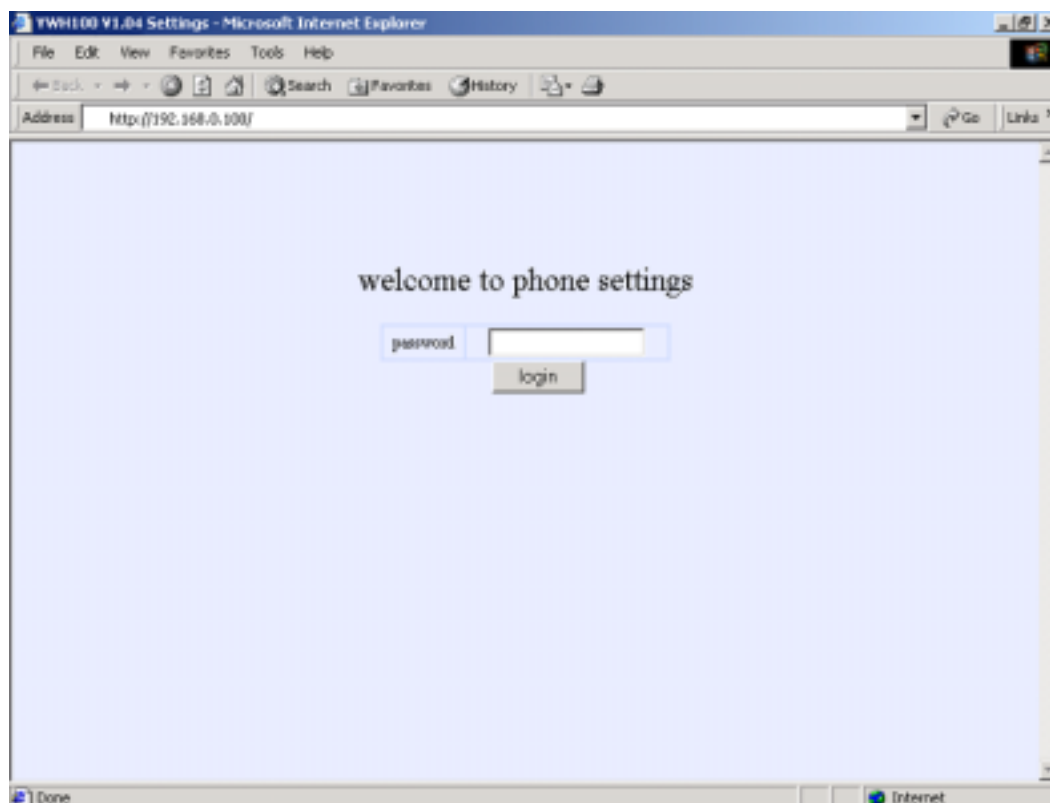 YWH100 V1.04 Settings - Microsoft Internet Explorer
File Edit View Favorites Tools Help
Back Search Favorites History
Address http://192.168.0.100/ Go Links
welcome to phone settings
password
login
Done Internet